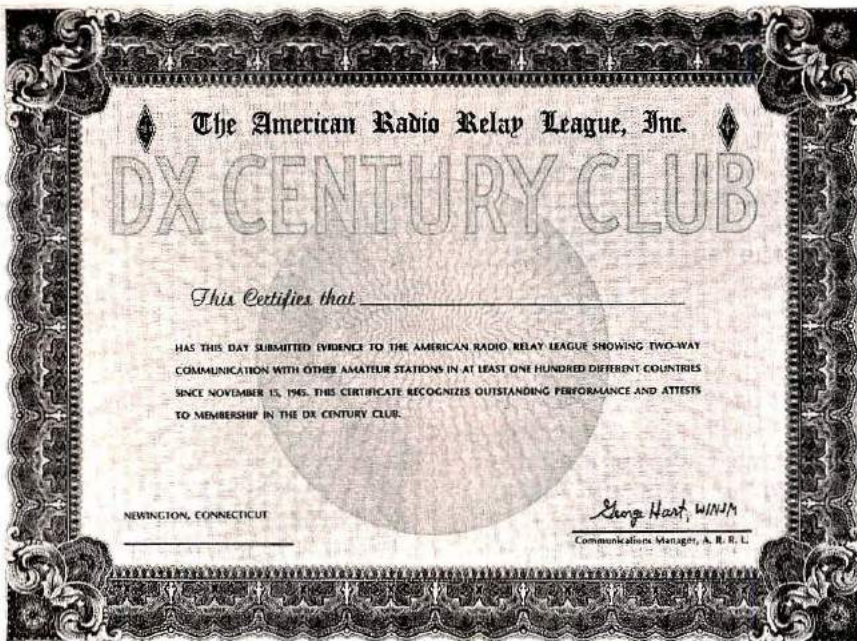 The American Radio Relay League, Inc.
DX CENTURY CLUB
This Certifies that
HAS THIS DAY SUBMITTED EVIDENCE TO THE AMERICAN RADIO RELAY LEAGUE SHOWING TWO-WAY
COMMUNICATION WITH OTHER AMATEUR STATIONS IN AT LEAST ONE HUNDRED DIFFERENT COUNTRIES
SINCE NOVEMBER 15, 1945. THIS CERTIFICATE RECOGNIZES OUTSTANDING PERFORMANCE AND ATTESTS
TO MEMBERSHIP IN THE DX CENTURY CLUB.
George Hart, W1NJM
NEWINGTON, CONNECTICUT
Communications Manager, A. R. R. L.